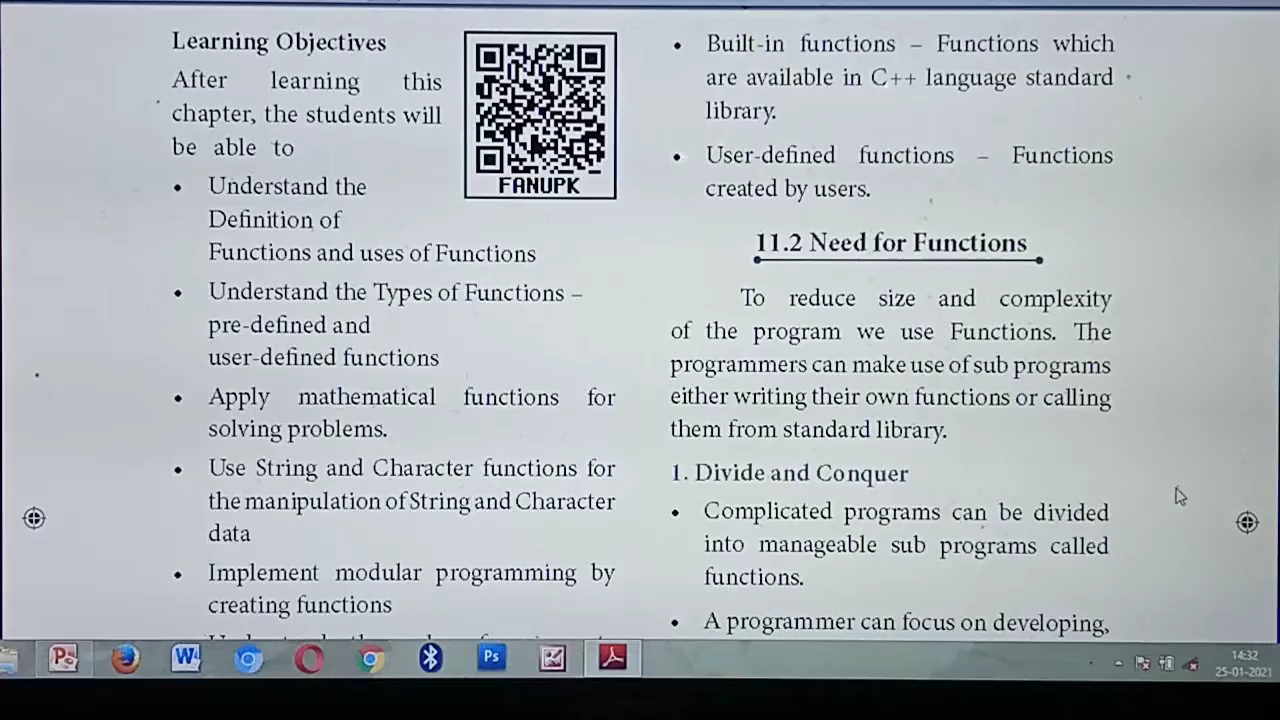 Learning Objectives
After learning this
chapter, the students will
be able to
• Understand the
Definition of
Functions and uses of Functions
• Understand the Types of Functions –
pre-defined and
user-defined functions
• Apply mathematical functions for
solving problems.
• Use String and Character functions for
the manipulation of String and Character
data
• Implement modular programming by
creating functions
FANUPK
• Built-in functions – Functions which
are available in C++ language standard
library.
• User-defined functions – Functions
created by users.
11.2 Need for Functions
To reduce size and complexity
of the program we use Functions. The
programmers can make use of sub programs
either writing their own functions or calling
them from standard library.
1. Divide and Conquer
• Complicated programs can be divided
into manageable sub programs called
functions.
• A programmer can focus on developing,
Ps
14:32
25-01-2021